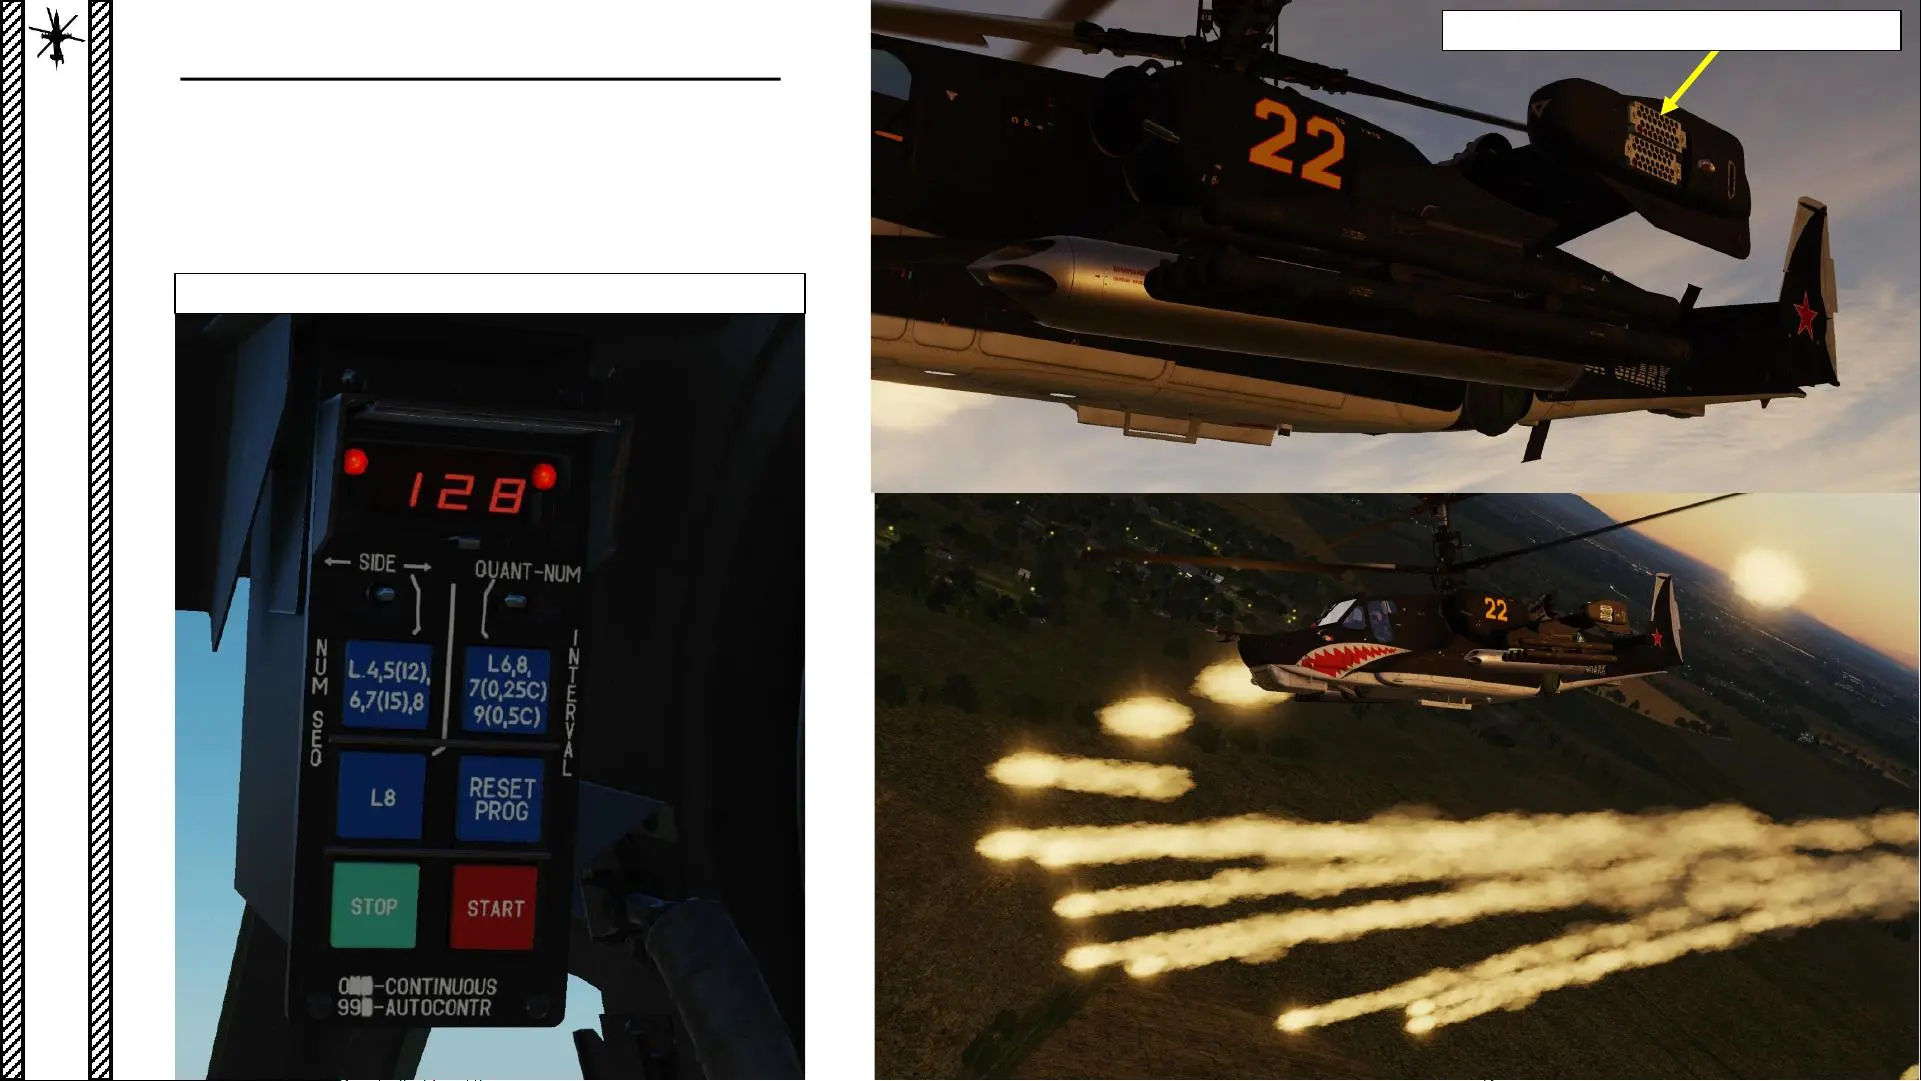 128
← SIDE →
QUANT-NUM
NUM SEQ
INTERVAL
L.4,5(12),
6,7(15),8
L6,8,
7(0,25C)
9(0,5C)
L8
RESET
PROG
STOP
START
-CONTINUOUS
-AUTOCONTR
22
SHARK
22